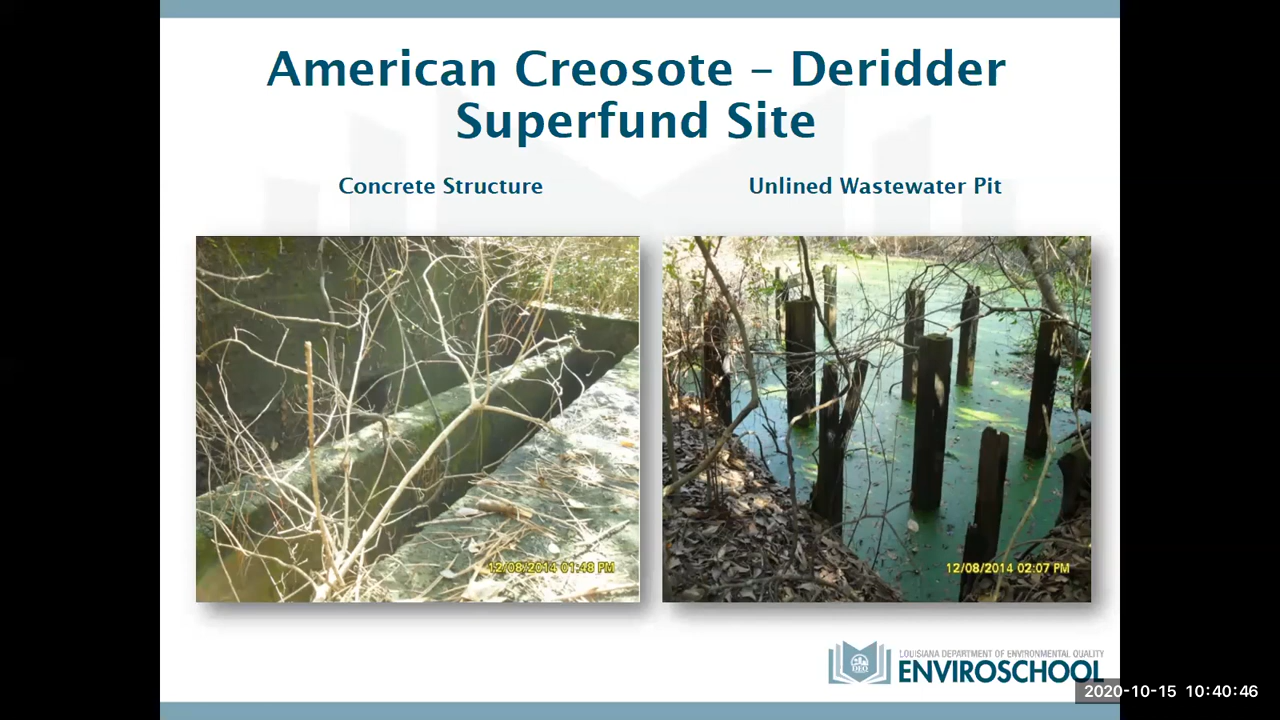 American Creosote – Deridder
Superfund Site
Concrete Structure
Unlined Wastewater Pit
12/08/2014 01:48 PM
12/08/2014 02:07 PM
LOUISIANA DEPARTMENT OF ENVIRONMENTAL QUALITY
DEQ
ENVIROSCHOOL
2020-10-15 10:40:46